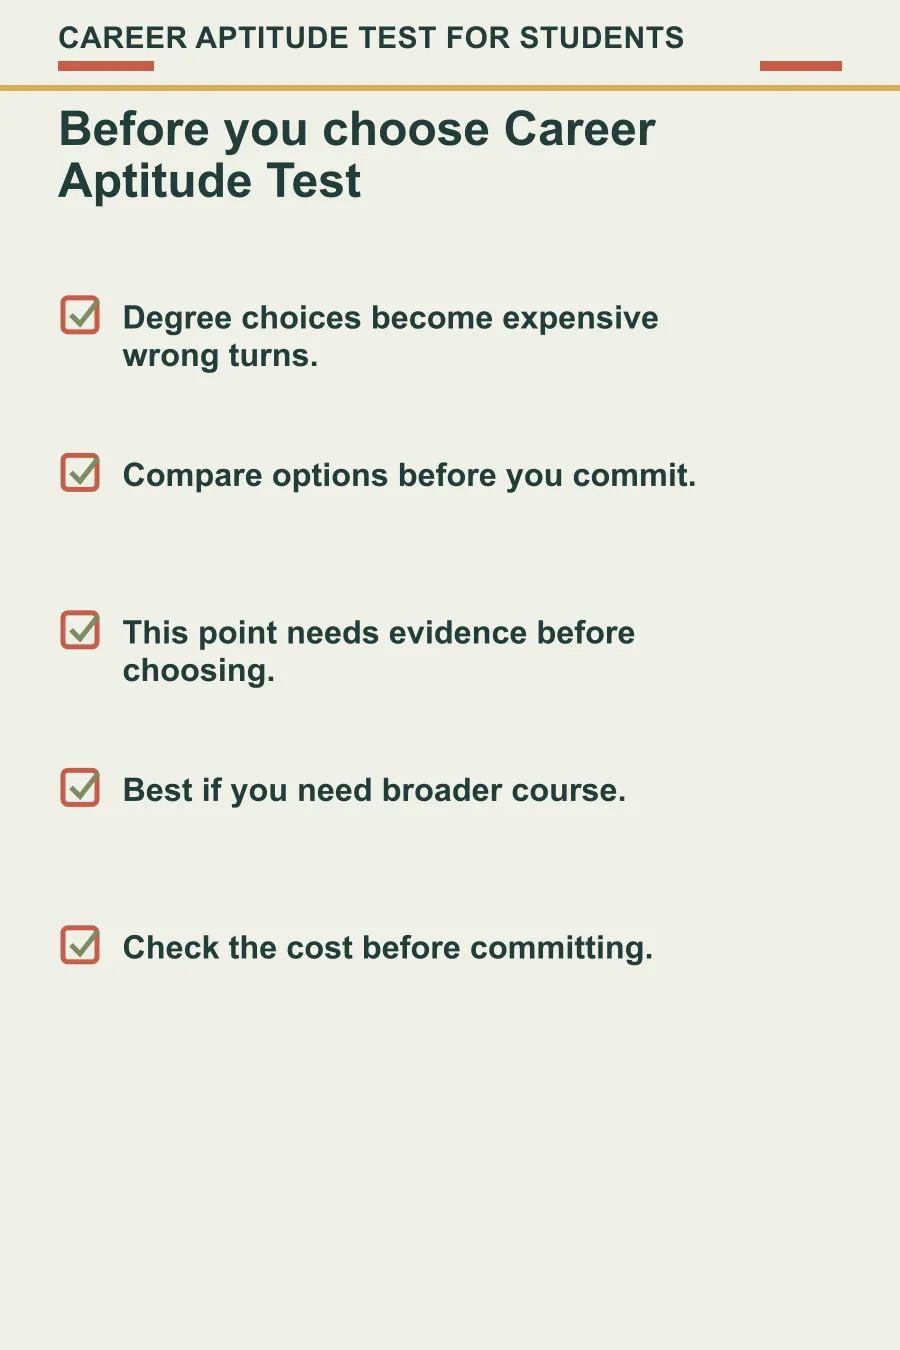 CAREER APTITUDE TEST FOR STUDENTS
Before you choose Career
Aptitude Test
Degree choices become expensive
wrong turns.
Compare options before you commit.
This point needs evidence before
choosing.
Best if you need broader course.
Check the cost before committing.